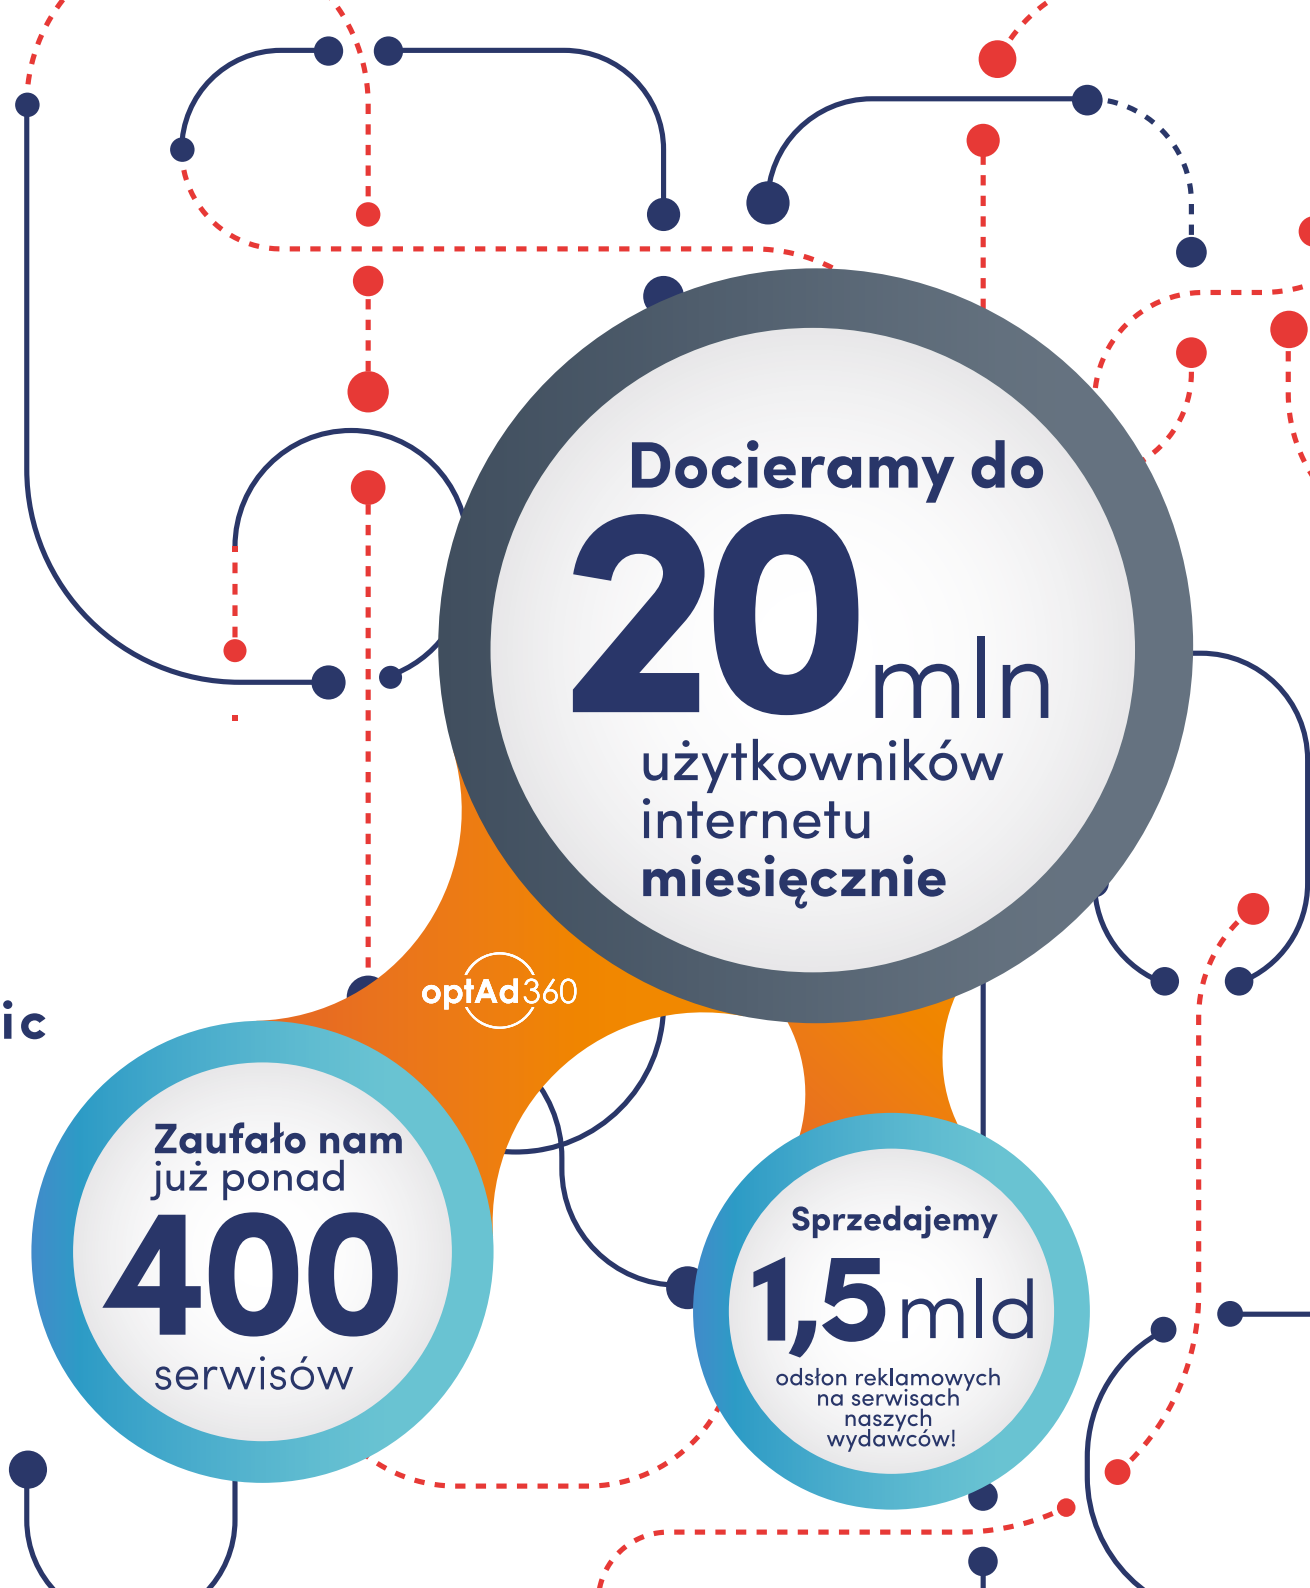 Docieramy do
20 mln
użytkowników
internetu
miesięcznie
optAd360
ic
Zaufało nam
już ponad
400
serwisów
Sprzedajemy
1,5 mld
odsłon reklamowych
na serwisach
naszych
wydawców!